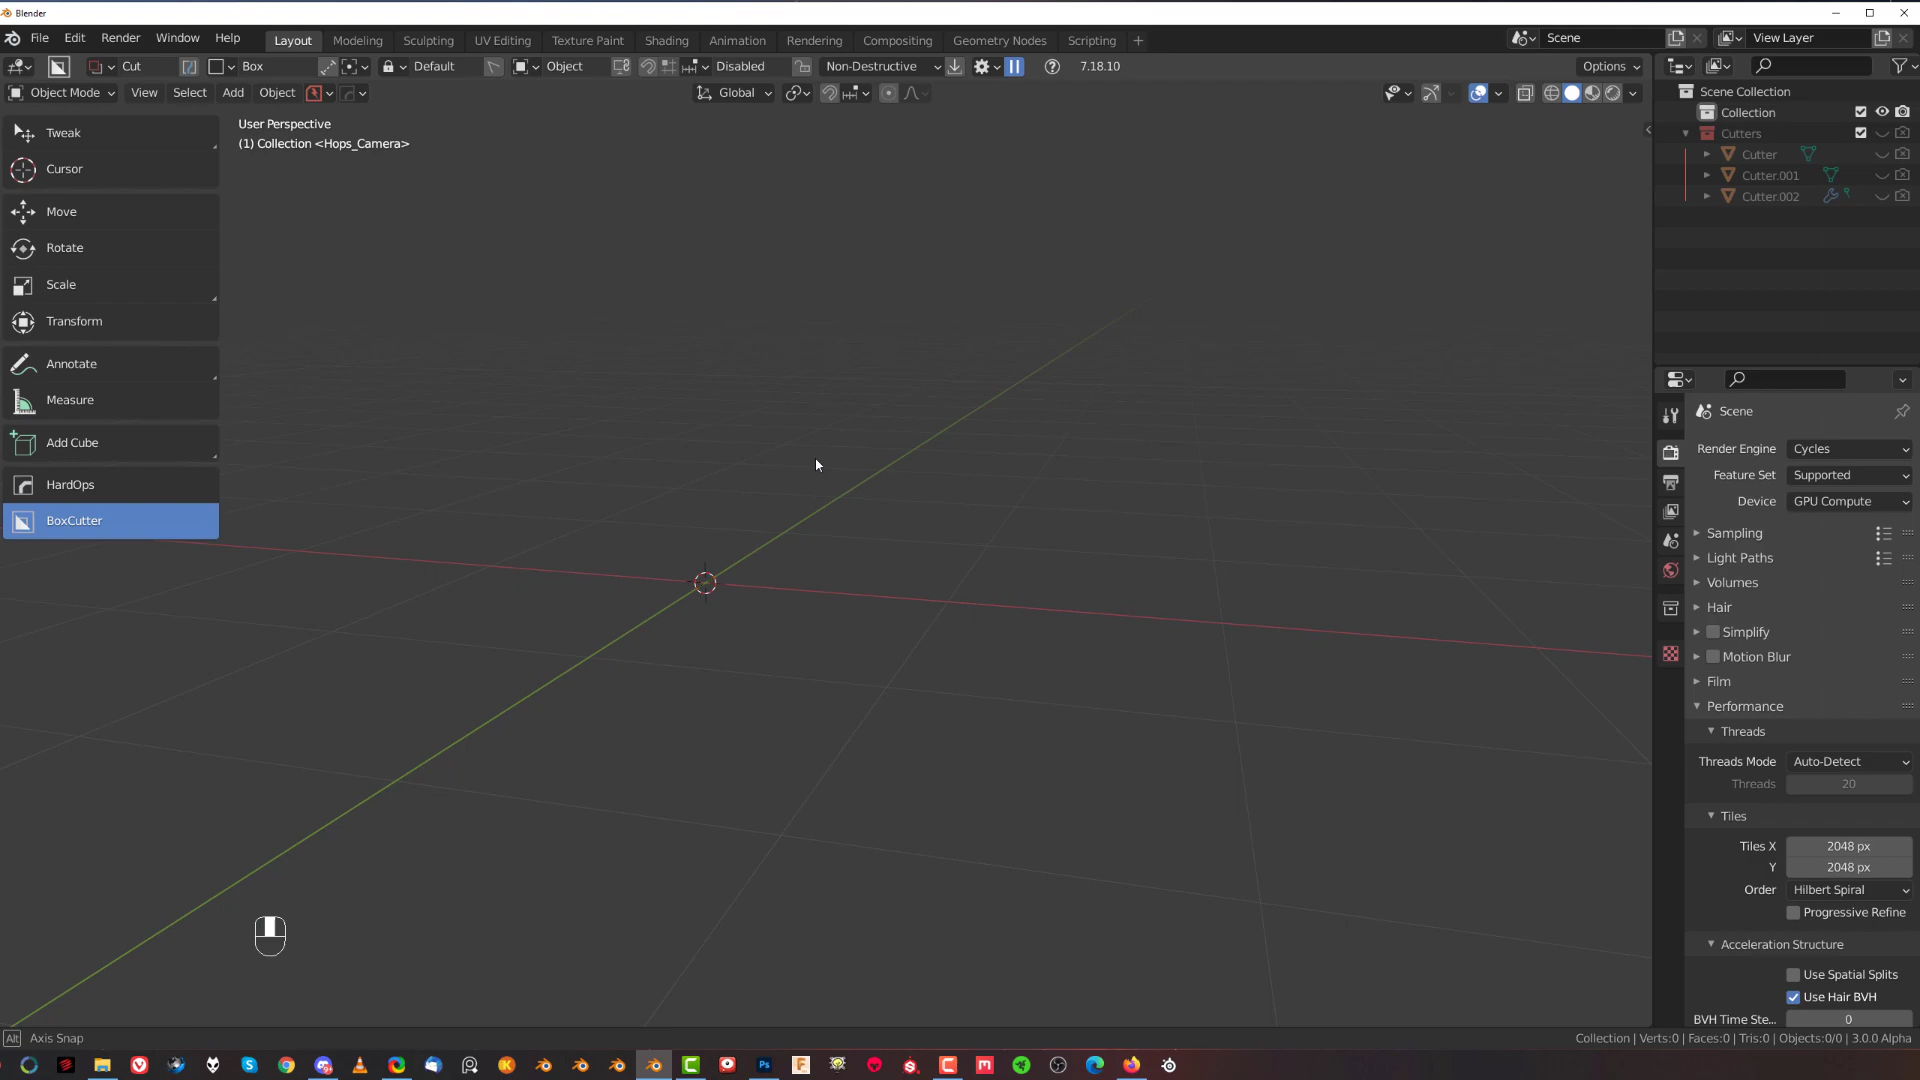 Blender
File Edit Render Window Help Layout Modeling Sculpting UV Editing Texture Paint Shading Animation Rendering Compositing Geometry Nodes Scripting + Scene View Layer
Cut Box Default Object Disabled Non-Destructive 7.18.10 Options
Object Mode View Select Add Object Global
User Perspective
(1) Collection <Hops_Camera>
Tweak
Cursor
Move
Rotate
Scale
Transform
Annotate
Measure
Add Cube
HardOps
BoxCutter
Scene Collection
Collection
Cutters
Cutter
Cutter.001
Cutter.002
Scene
Render Engine Cycles
Feature Set Supported
Device GPU Compute
Sampling
Light Paths
Volumes
Hair
Simplify
Motion Blur
Film
Performance
Threads
Threads Mode Auto-Detect
Threads 20
Tiles
Tiles X 2048 px
Y 2048 px
Order Hilbert Spiral
Progressive Refine
Acceleration Structure
Use Spatial Splits
Use Hair BVH
BVH Time Ste... 0
Alt Axis Snap
Collection | Verts:0 | Faces:0 | Tris:0 | Objects:0/0 | 3.0.0 Alpha